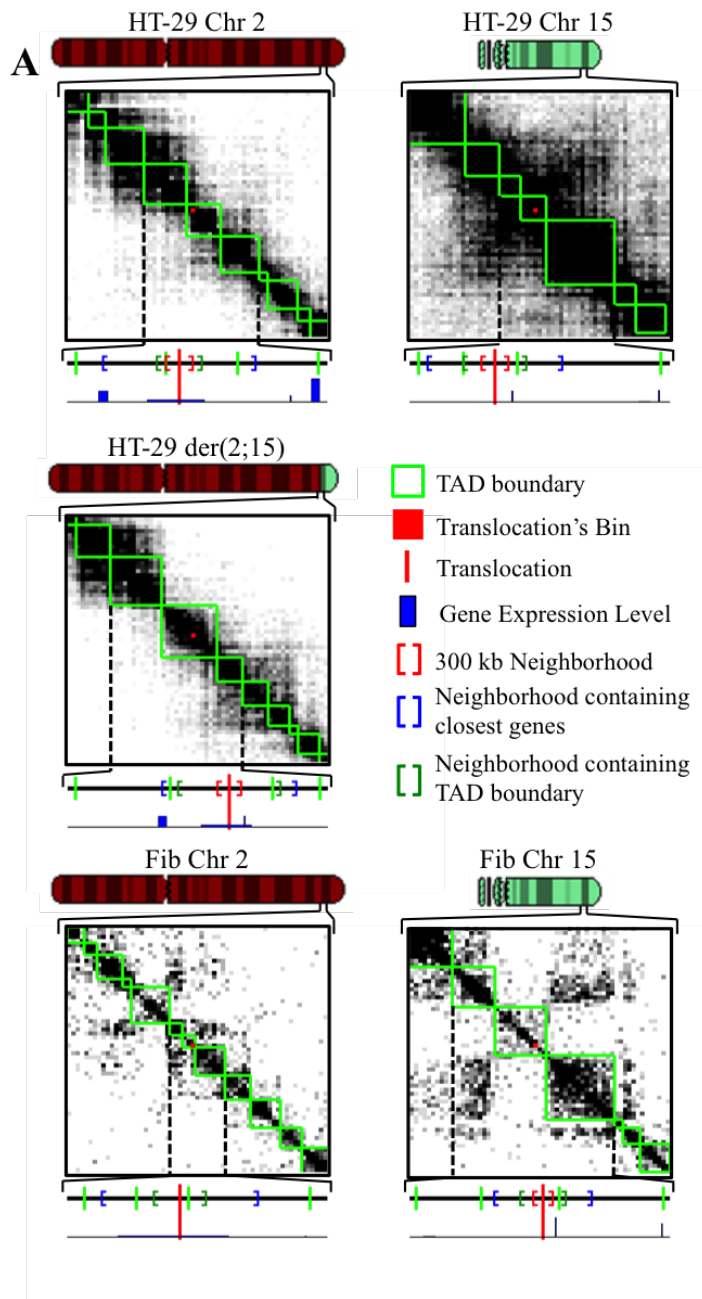 HT-29 Chr 2
HT-29 Chr 15
A
HT-29 der(2;15)
TAD boundary
Translocation's Bin
Translocation
Gene Expression Level
300 kb Neighborhood
Neighborhood containing
closest genes
Neighborhood containing
TAD boundary
Fib Chr 2
Fib Chr 15